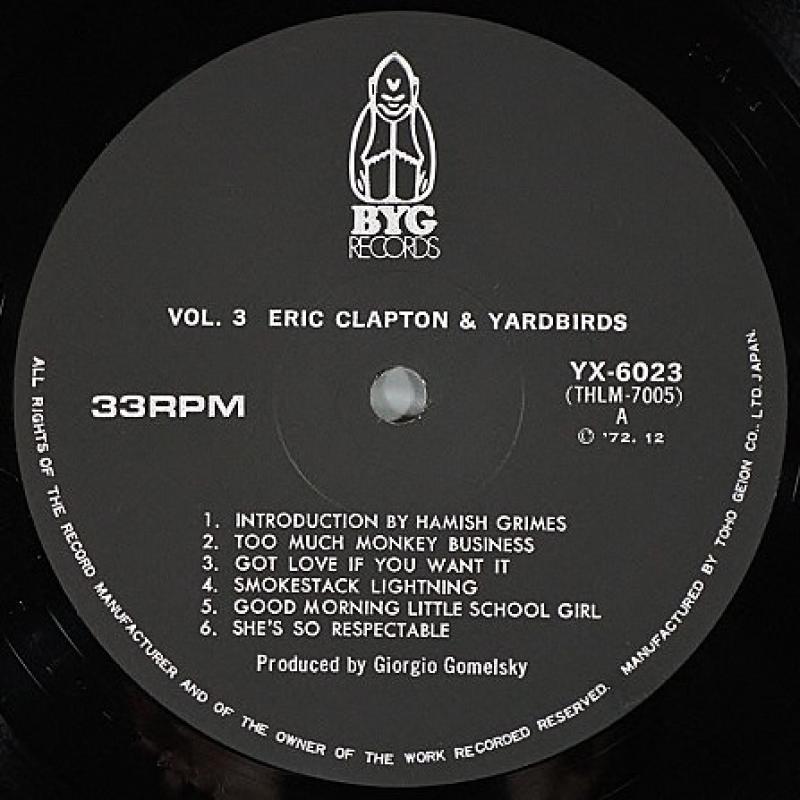 BYG
RECORDS
VOL. 3 ERIC CLAPTON & YARDBIRDS
33RPM
YX-6023
(THLM-7005)
A
Ⓒ '72. 12
1. INTRODUCTION BY HAMISH GRIMES
2. TOO MUCH MONKEY BUSINESS
3. GOT LOVE IF YOU WANT IT
4. SMOKESTACK LIGHTNING
5. GOOD MORNING LITTLE SCHOOL GIRL
6. SHE'S SO RESPECTABLE
Produced by Giorgio Gomelsky
ALL RIGHTS OF THE RECORD MANUFACTURER AND OF THE OWNER OF THE WORK RECORDED RESERVED. MANUFACTURED BY TOHO GEION CO., LTD. JAPAN.